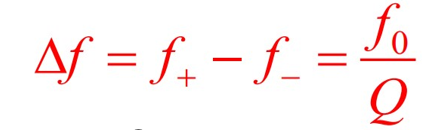 Δf = f₊ − f₋ = f₀/Q